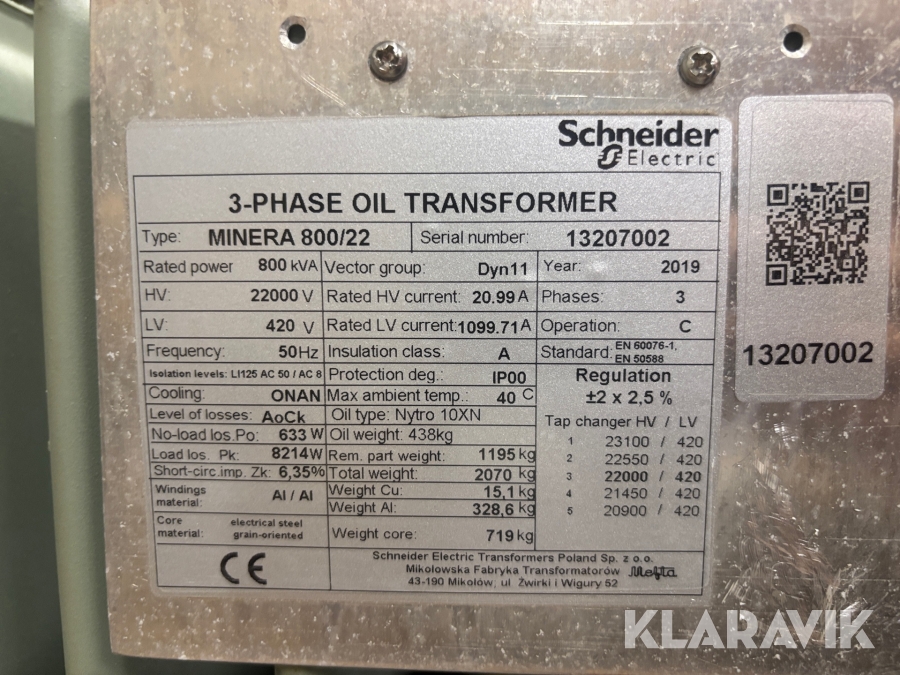 Schneider
Electric
3-PHASE OIL TRANSFORMER
Type: MINERA 800/22 Serial number: 13207002
Rated power 800 kVA Vector group: Dyn11 Year: 2019
HV: 22000 V Rated HV current: 20.99 A Phases: 3
LV: 420 V Rated LV current: 1099.71 A Operation: C
Frequency: 50Hz Insulation class: A Standard: EN 60076-1, EN 50588
Isolation levels: LI125 AC 50 / AC 8 Protection deg.: IP00 Regulation
Cooling: ONAN Max ambient temp.: 40 C ±2 x 2,5 %
Level of losses: AoCk Oil type: Nytro 10XN Tap changer HV / LV
No-load los.Po: 633 W Oil weight: 438kg 1 23100 / 420
Load los. Pk: 8214W Rem. part weight: 1195 kg 2 22550 / 420
Short-circ.imp. Zk: 6,35% Total weight: 2070 kg 3 22000 / 420
Windings material: Al / Al Weight Cu: 15,1 kg 4 21450 / 420
Weight Al: 328,6 kg 5 20900 / 420
Core material: electrical steel grain-oriented Weight core: 719 kg
CE
Schneider Electric Transformers Poland Sp. z o.o.
Mikołowska Fabryka Transformatorów Mefta
43-190 Mikołów, ul. Żwirki i Wigury 52
13207002
KLARAVIK